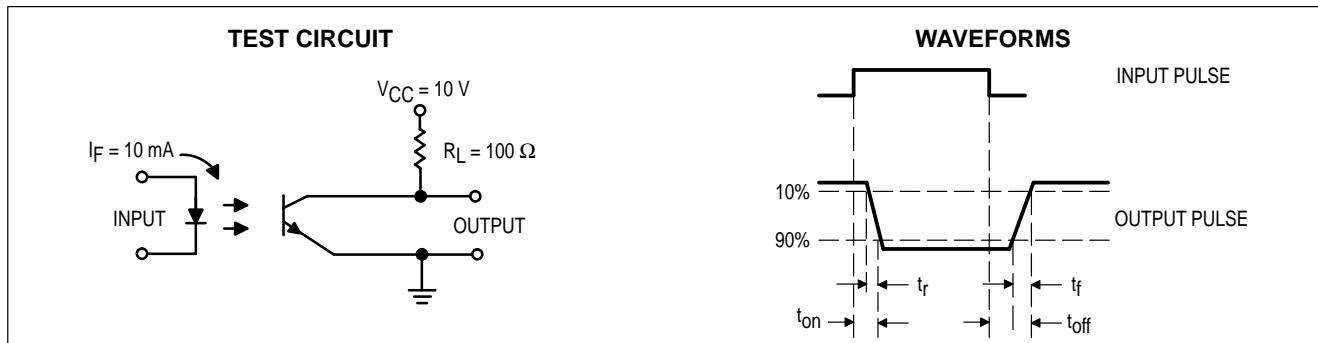 TEST CIRCUIT
VCC = 10 V
IF = 10 mA
RL = 100 Ω
INPUT
OUTPUT
WAVEFORMS
INPUT PULSE
10%
OUTPUT PULSE
90%
tr
tf
ton
toff